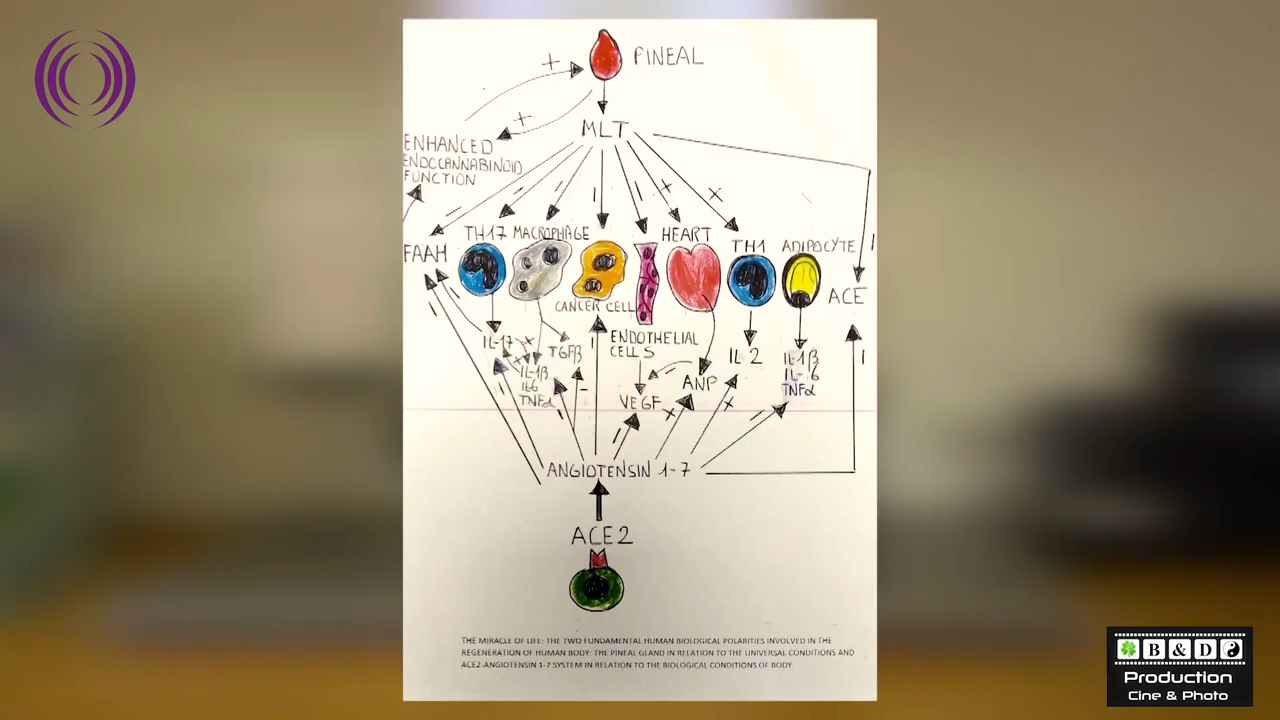 PINEAL
+
+
MLT
ENHANCED
ENDOCANNABINOID
FUNCTION
FAAH
TH17
MACROPHAGE
HEART
TH1
ADIPOCYTE
ACE
CANCER CELL
ENDOTHELIAL
CELLS
IL-17
TGFβ
IL-1β
IL6
TNFα
VEGF
ANP
IL 2
IL1β
IL-6
TNFα
ANGIOTENSIN 1-7
ACE2
THE MIRACLE OF LIFE: THE TWO FUNDAMENTAL HUMAN BIOLOGICAL POLARITIES INVOLVED IN THE
REGENERATION OF HUMAN BODY: THE PINEAL GLAND IN RELATION TO THE UNIVERSAL CONDITIONS AND
ACE2-ANGIOTENSIN 1-7 SYSTEM IN RELATION TO THE BIOLOGICAL CONDITIONS OF BODY.
B & D
Production
Cine & Photo